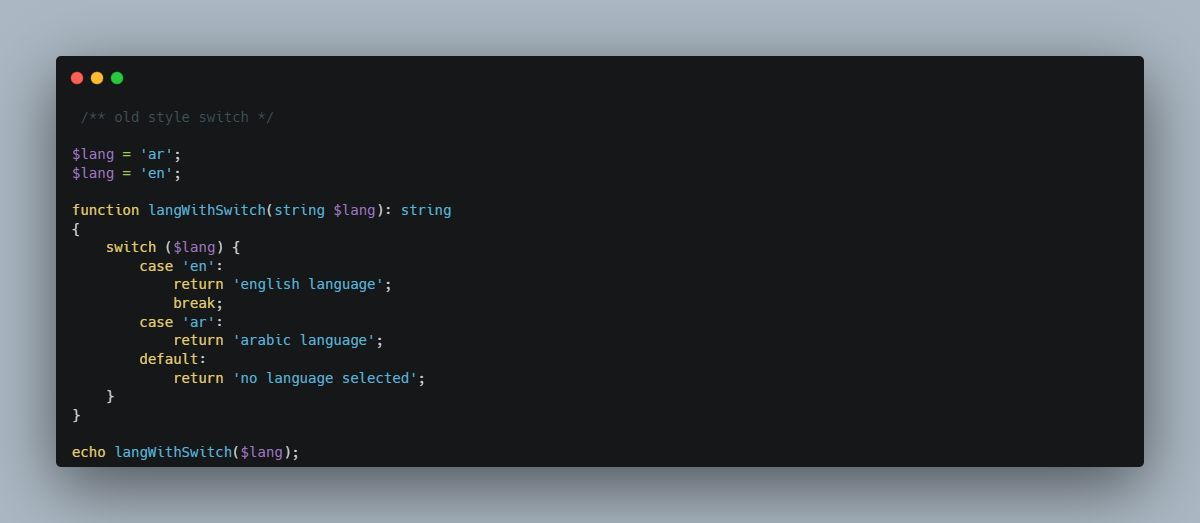 /** old style switch */
$lang = 'ar';
$lang = 'en';
function langWithSwitch(string $lang): string
{
    switch ($lang) {
        case 'en':
            return 'english language';
            break;
        case 'ar':
            return 'arabic language';
        default:
            return 'no language selected';
    }
}
echo langWithSwitch($lang);